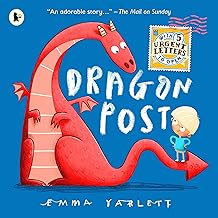 "An adorable story..." —The Mail on Sunday
WITH 5
URGENT
LETTERS
TO OPEN
DRAGON
POST
EMMA YARLETT